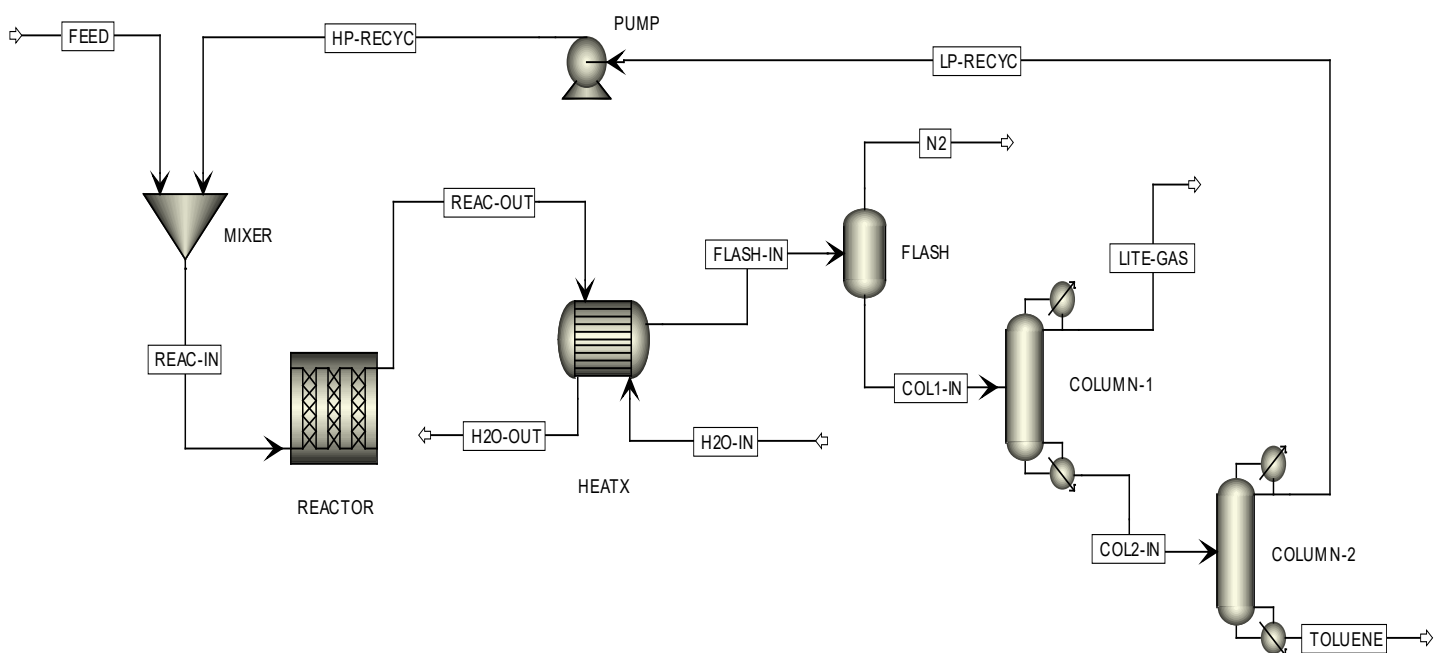 PUMP
FEED
HP-RECYC
LP-RECYC
N2
REAC-OUT
MIXER
FLASH-IN
FLASH
LITE-GAS
REAC-IN
COL1-IN
COLUMN-1
H2O-OUT
H2O-IN
HEATX
REACTOR
COL2-IN
COLUMN-2
TOLUENE